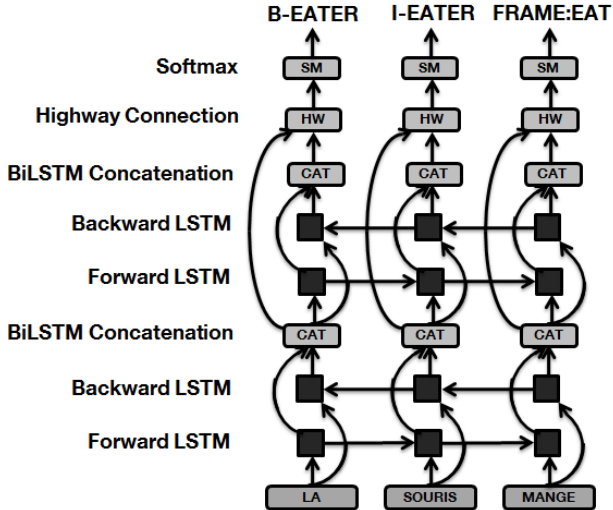 B-EATER I-EATER FRAME:EAT
Softmax SM SM SM
Highway Connection HW HW HW
BiLSTM Concatenation CAT CAT CAT
Backward LSTM
Forward LSTM
BiLSTM Concatenation CAT CAT CAT
Backward LSTM
Forward LSTM
LA SOURIS MANGE